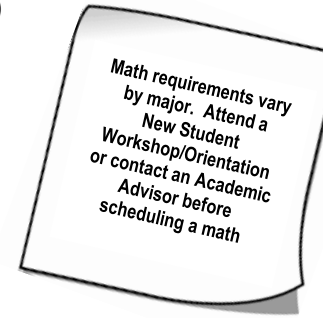 Math requirements vary
by major. Attend a
New Student
Workshop/Orientation
or contact an Academic
Advisor before
scheduling a math